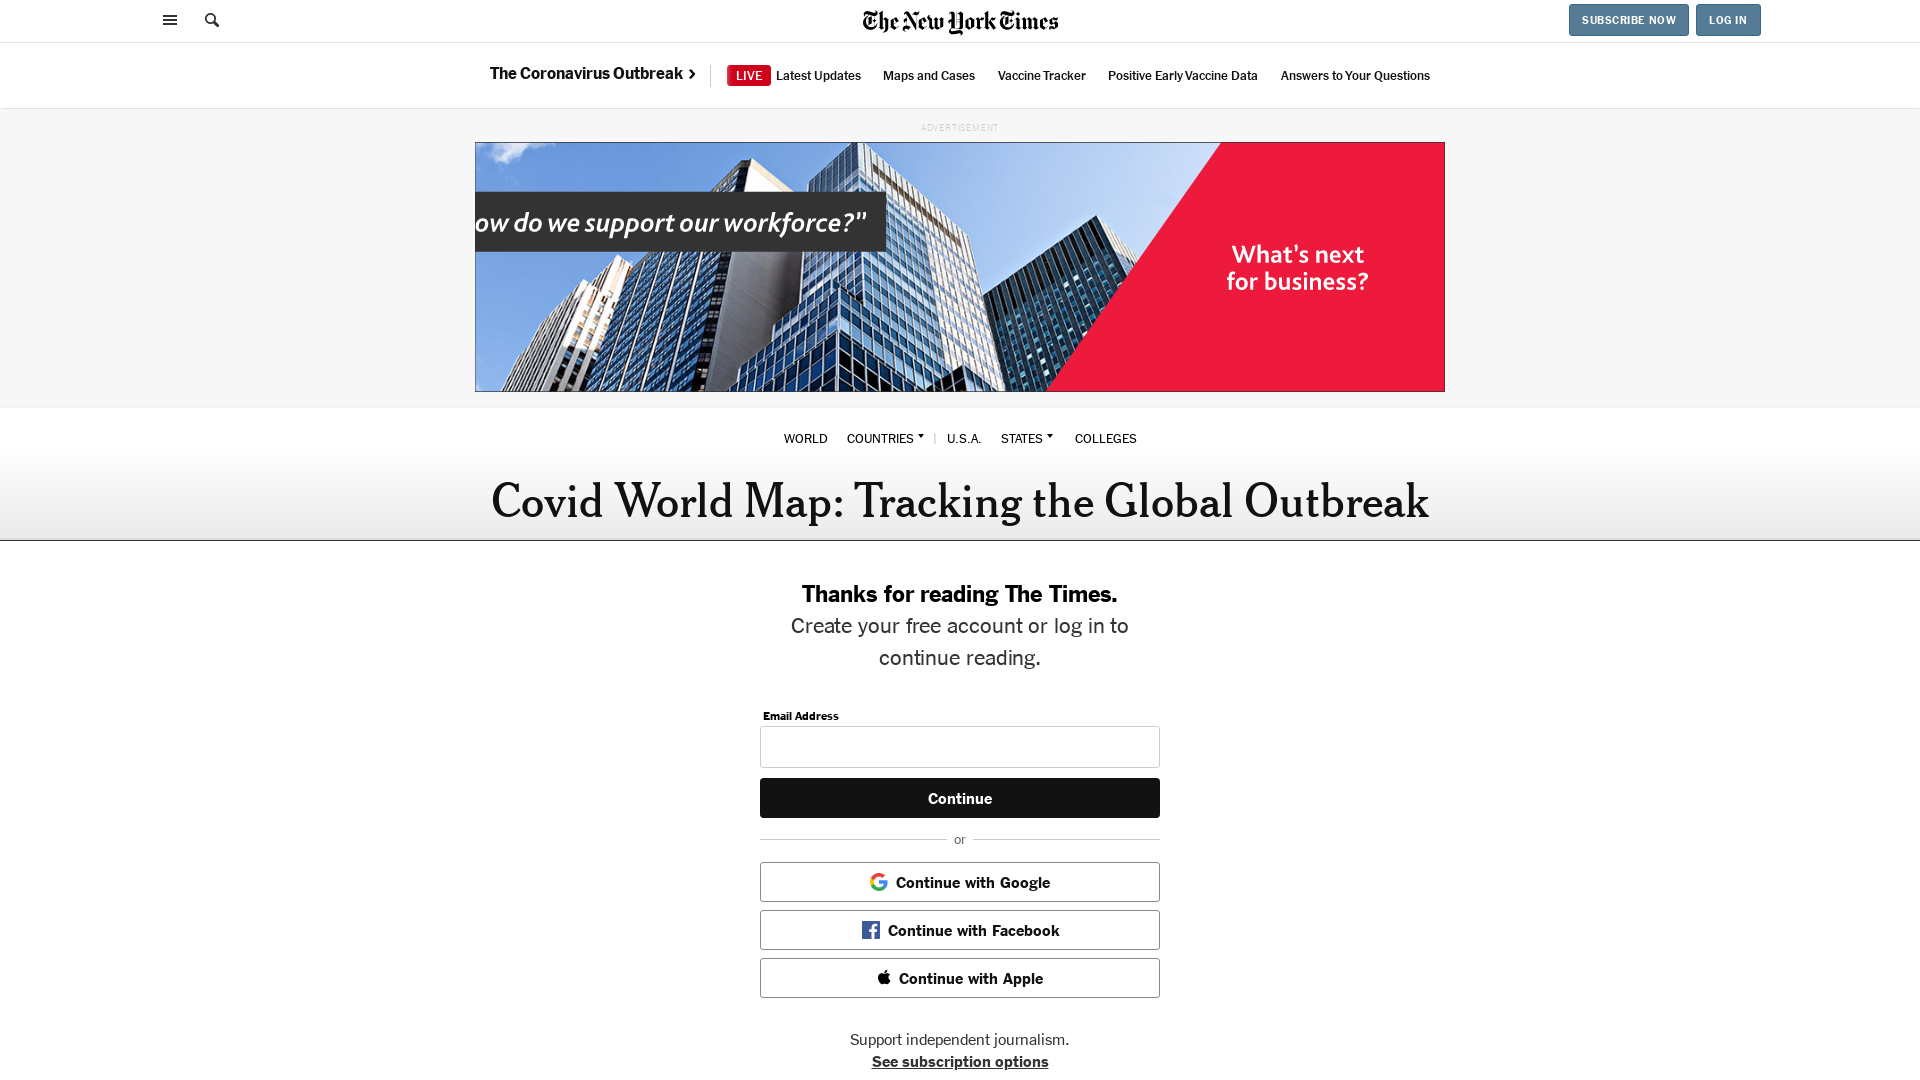 The New York Times
SUBSCRIBE NOW
LOG IN
The Coronavirus Outbreak
LIVE Latest Updates
Maps and Cases
Vaccine Tracker
Positive Early Vaccine Data
Answers to Your Questions
ADVERTISEMENT
ow do we support our workforce?”
What’s next
for business?
WORLD
COUNTRIES
U.S.A.
STATES
COLLEGES
Covid World Map: Tracking the Global Outbreak
Thanks for reading The Times.
Create your free account or log in to
continue reading.
Email Address
Continue
or
Continue with Google
Continue with Facebook
Continue with Apple
Support independent journalism.
See subscription options